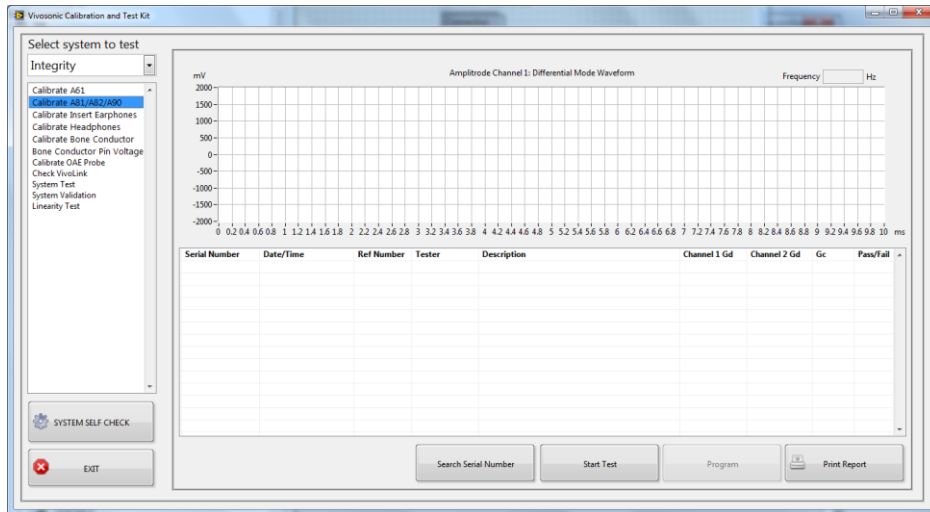 Vivosonic Calibration and Test Kit
Select system to test
Integrity
Calibrate A61
Calibrate A81/A82/A90
Calibrate Insert Earphones
Calibrate Headphones
Calibrate Bone Conductor
Bone Conductor Pin Voltage
Calibrate OAE Probe
Check VivoLink
System Test
System Validation
Linearity Test
SYSTEM SELF CHECK
EXIT
Amplitrode Channel 1: Differential Mode Waveform
Frequency Hz
mV
2000
1500
1000
500
0
-500
-1000
-1500
-2000
0 0.2 0.4 0.6 0.8 1 1.2 1.4 1.6 1.8 2 2.2 2.4 2.6 2.8 3 3.2 3.4 3.6 3.8 4 4.2 4.4 4.6 4.8 5 5.2 5.4 5.6 5.8 6 6.2 6.4 6.6 6.8 7 7.2 7.4 7.6 7.8 8 8.2 8.4 8.6 8.8 9 9.2 9.4 9.6 9.8 10 ms
Serial Number Date/Time Ref Number Tester Description Channel 1 Gd Channel 2 Gd Gc Pass/Fail
Search Serial Number Start Test Program Print Report